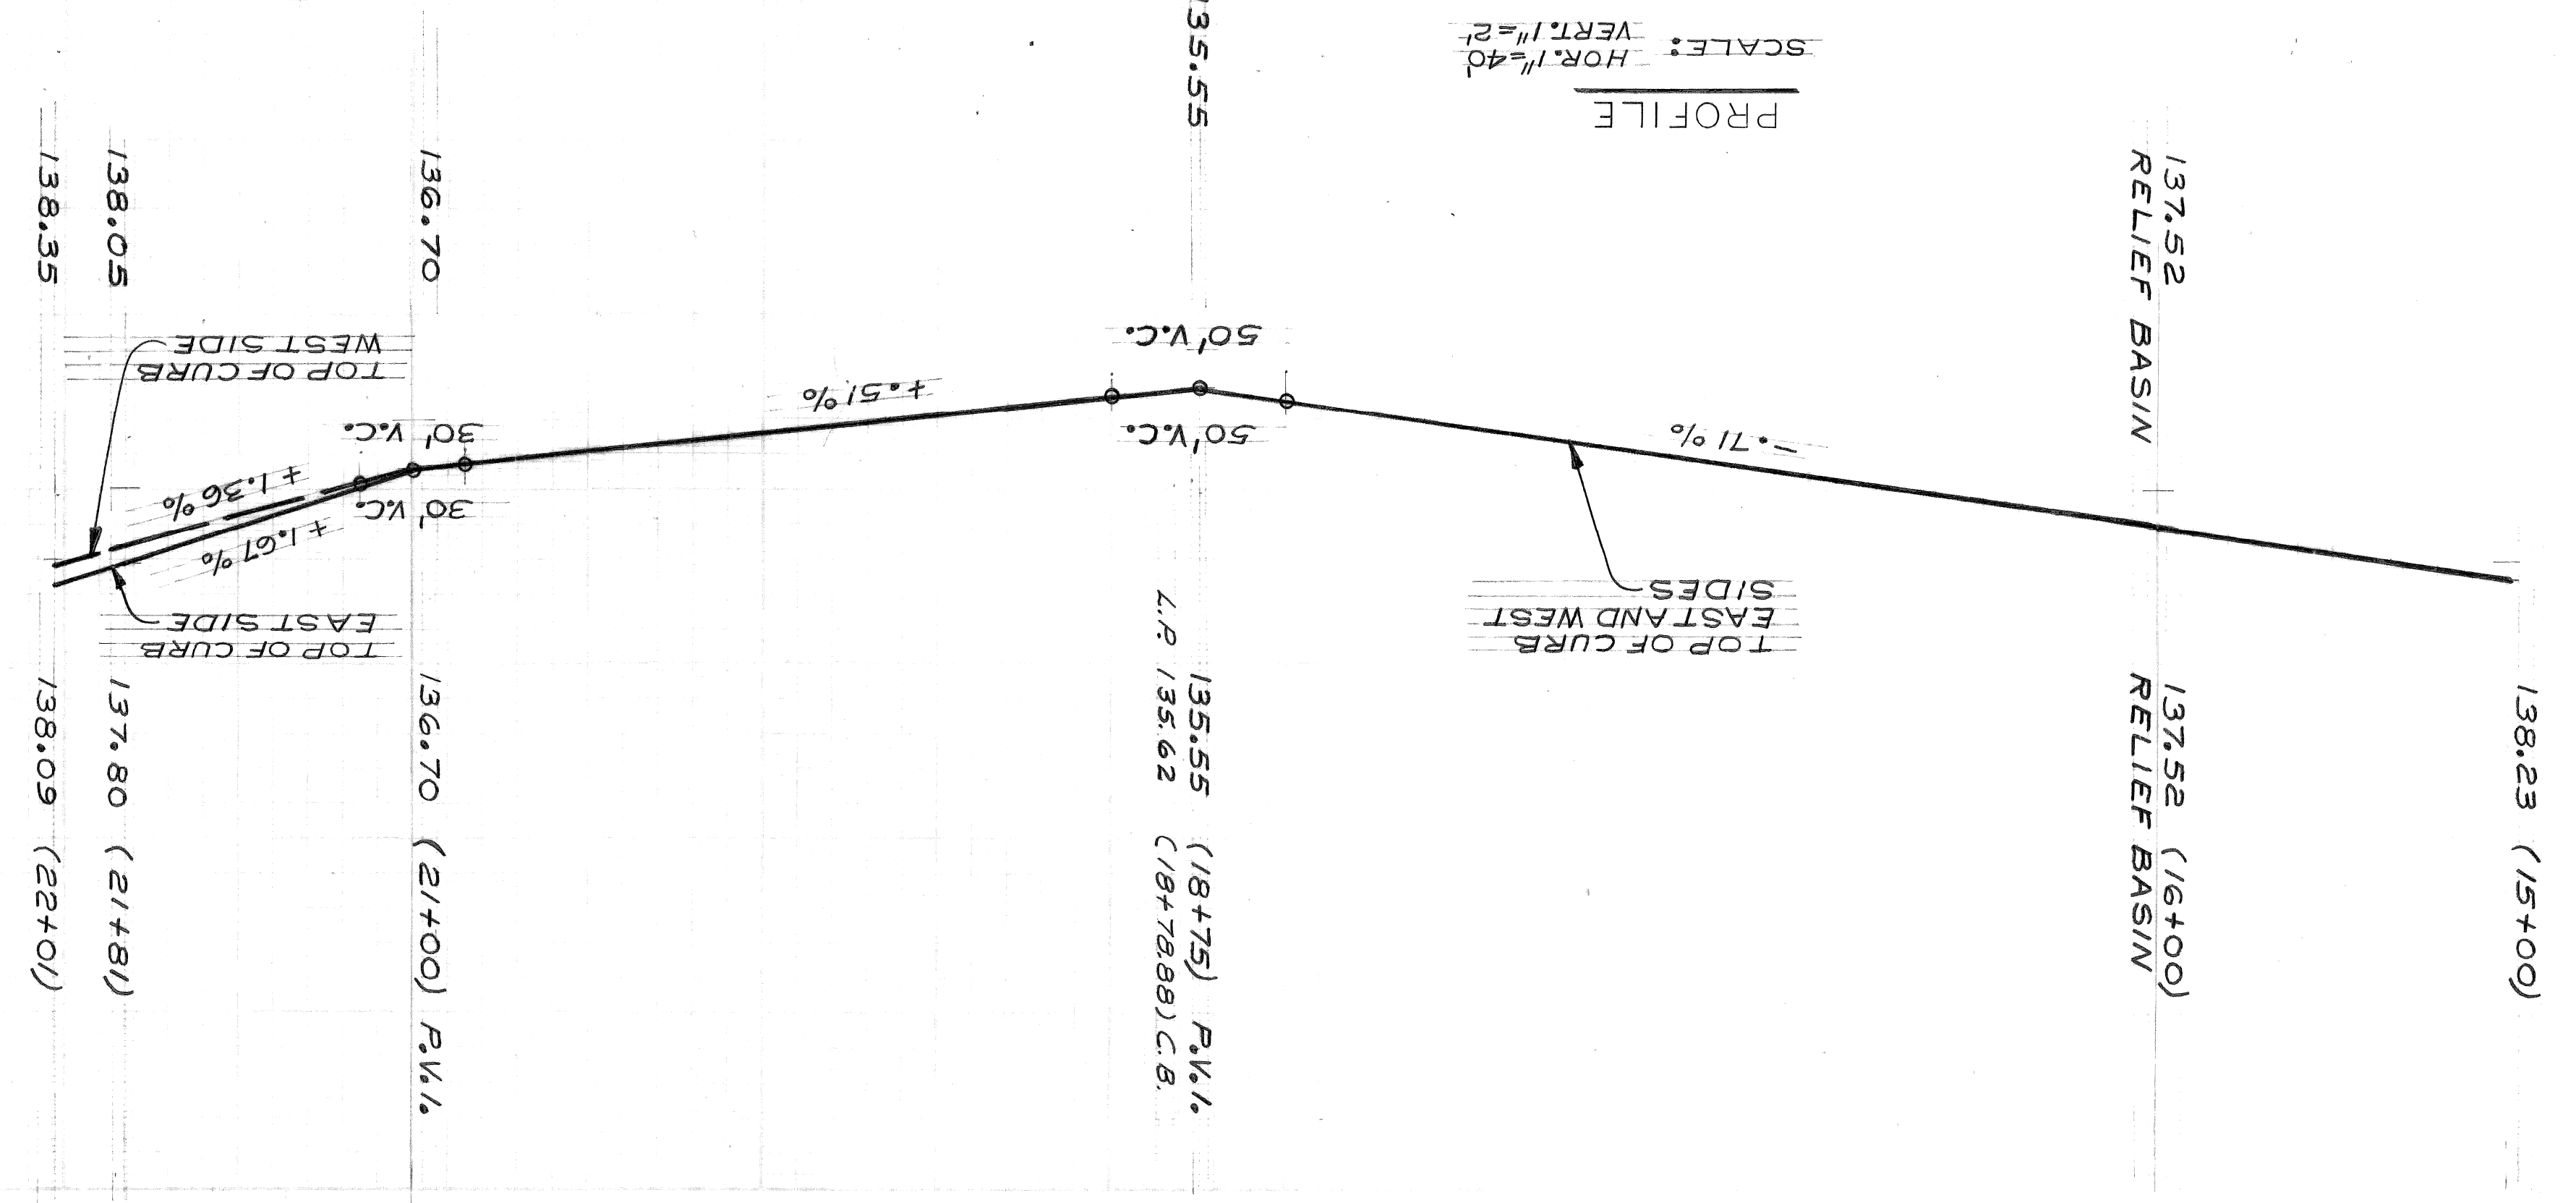 138.23 (15+00)
137.52 (16+00)
RELIEF BASIN
137.52
RELIEF BASIN
TOP OF CURB
EAST AND WEST
SIDES
-.71%
135.55 (18+75) P.V.I.
L.P. 135.62 (18+78.88) C.B.
50' V.C.
50' V.C.
135.55
+.51%
136.70 (21+00) P.V.I.
30' V.C.
30' V.C.
136.70
TOP OF CURB
EAST SIDE
+1.67%
+1.36%
TOP OF CURB
WEST SIDE
137.80 (21+81)
138.09 (22+01)
138.05
138.35
PROFILE
SCALE: HOR. 1"=40'
VERT. 1"=2'